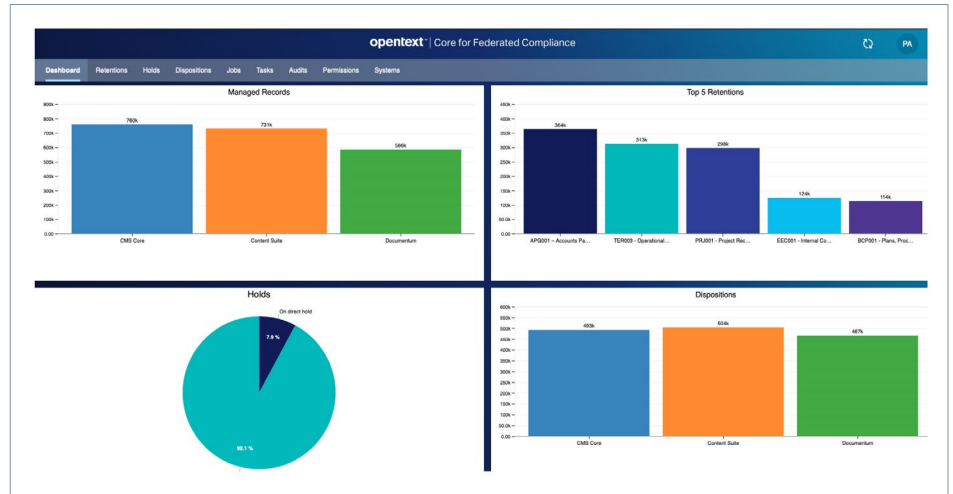 opentext™ | Core for Federated Compliance
PA
Dashboard Retentions Holds Dispositions Jobs Tasks Audits Permissions Systems
Managed Records
900k
800k
700k
600k
500k
400k
300k
200k
100k
0.00
760k
731k
586k
CMS Core Content Suite Documentum
Top 5 Retentions
450k
400k
350k
300k
250k
200k
150k
100k
50.0k
0.00
364k
313k
298k
124k
114k
APG001 – Accounts Pa... TER003 - Operational... PRJ001 - Project Rec... EEC001 - Internal Co... BCP001 - Plans, Proc...
Holds
On direct hold
7.9 %
92.1 %
Dispositions
600k
550k
500k
450k
400k
350k
300k
250k
200k
150k
100k
50.0k
0.00
493k
504k
467k
CMS Core Content Suite Documentum